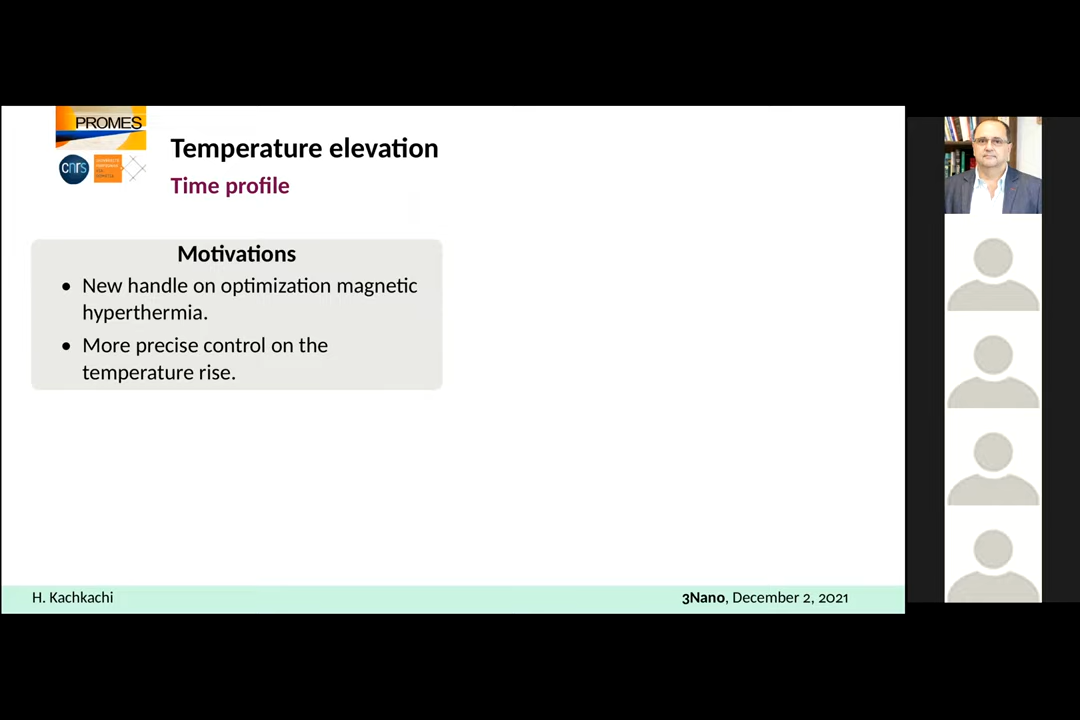 PROMES
cnrs
Temperature elevation
Time profile
Motivations
• New handle on optimization magnetic
hyperthermia.
• More precise control on the
temperature rise.
H. Kachkachi
3Nano, December 2, 2021